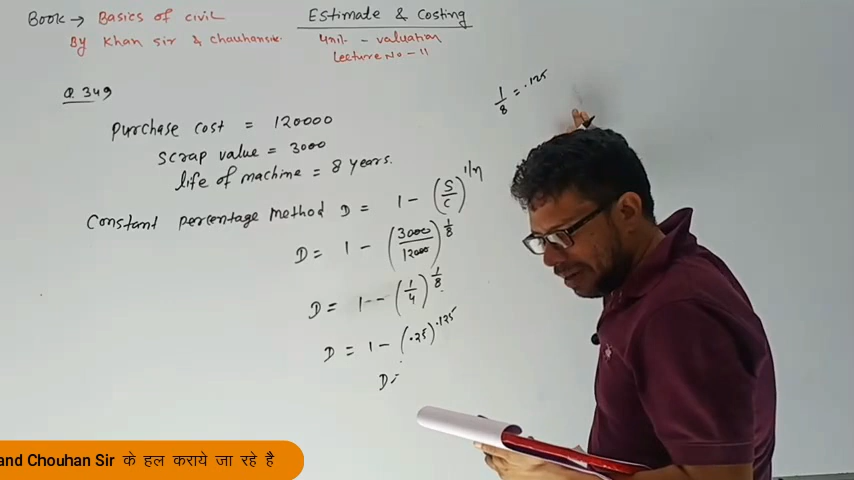 Book → Basics of civil
By Khan sir & chauhansir.
Estimate & Costing
Unit - valuation
Lecture No - 11
Q. 349
Purchase cost = 120000
Scrap value = 3000
life of machine = 8 years.
Constant percentage method D = 1 - (S/C)^1/n
D = 1 - (3000/12000)^1/8
D = 1 - (1/4)^1/8
D = 1 - (.25)^.125
D =
1/8 = .125
and Chouhan Sir के हल कराये जा रहे है